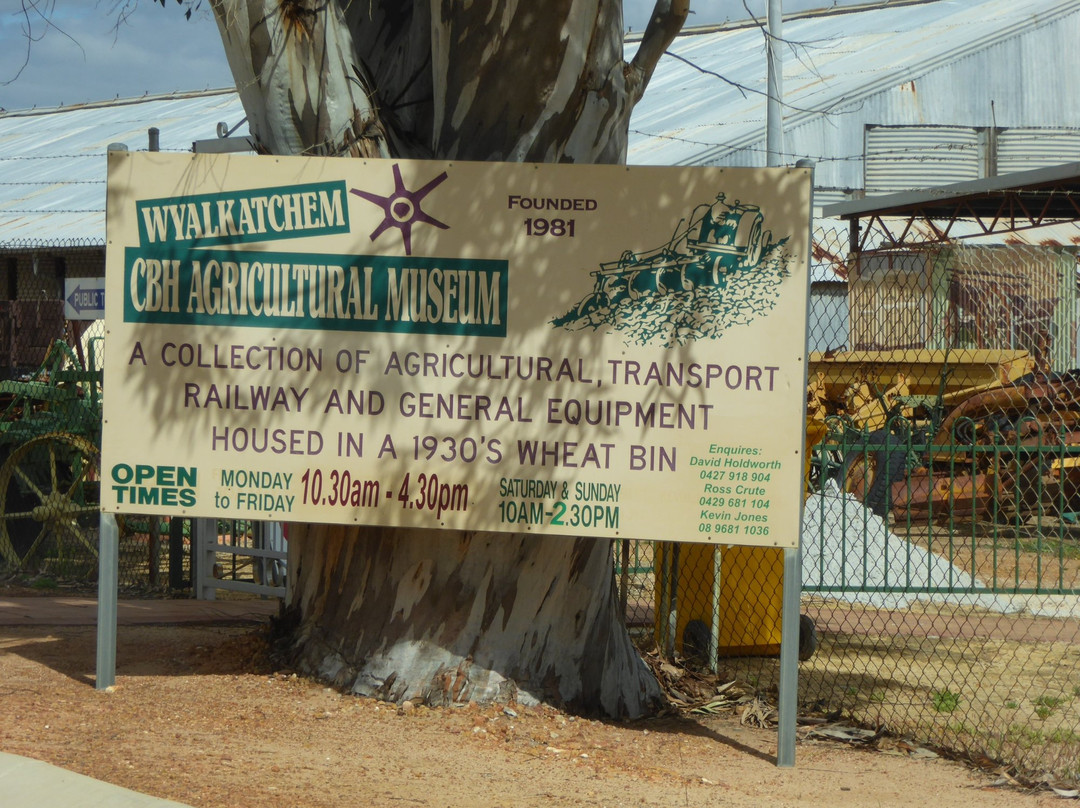 WYALKATCHEM
CBH AGRICULTURAL MUSEUM
FOUNDED
1981
A COLLECTION OF AGRICULTURAL, TRANSPORT
RAILWAY AND GENERAL EQUIPMENT
HOUSED IN A 1930'S WHEAT BIN
OPEN
TIMES
MONDAY
to FRIDAY
10.30am - 4.30pm
SATURDAY & SUNDAY
10AM-2.30PM
Enquires:
David Holdworth
0427 918 904
Ross Crute
0429 681 104
Kevin Jones
08 9681 1036
PUBLIC